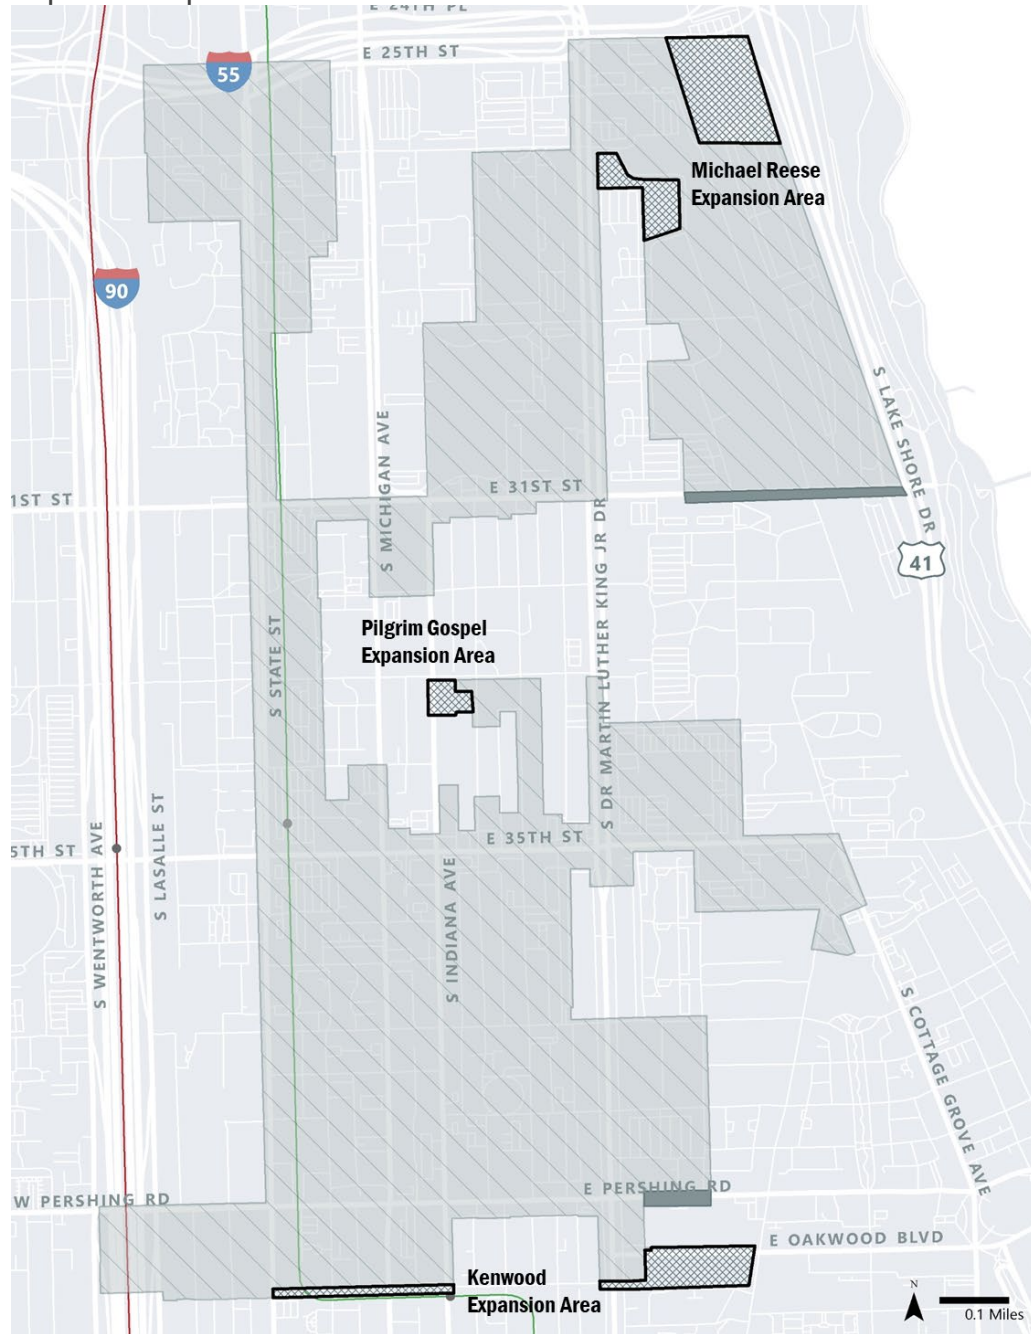 E 24TH PL
E 25TH ST
55
Michael Reese
Expansion Area
90
S LAKE SHORE DR
S MICHIGAN AVE
E 31ST ST
1ST ST
S DR MARTIN LUTHER KING JR DR
41
Pilgrim Gospel
Expansion Area
S STATE ST
S LASALLE ST
S WENTWORTH AVE
E 35TH ST
5TH ST
S INDIANA AVE
S COTTAGE GROVE AVE
E PERSHING RD
W PERSHING RD
E OAKWOOD BLVD
Kenwood
Expansion Area
N
0.1 Miles